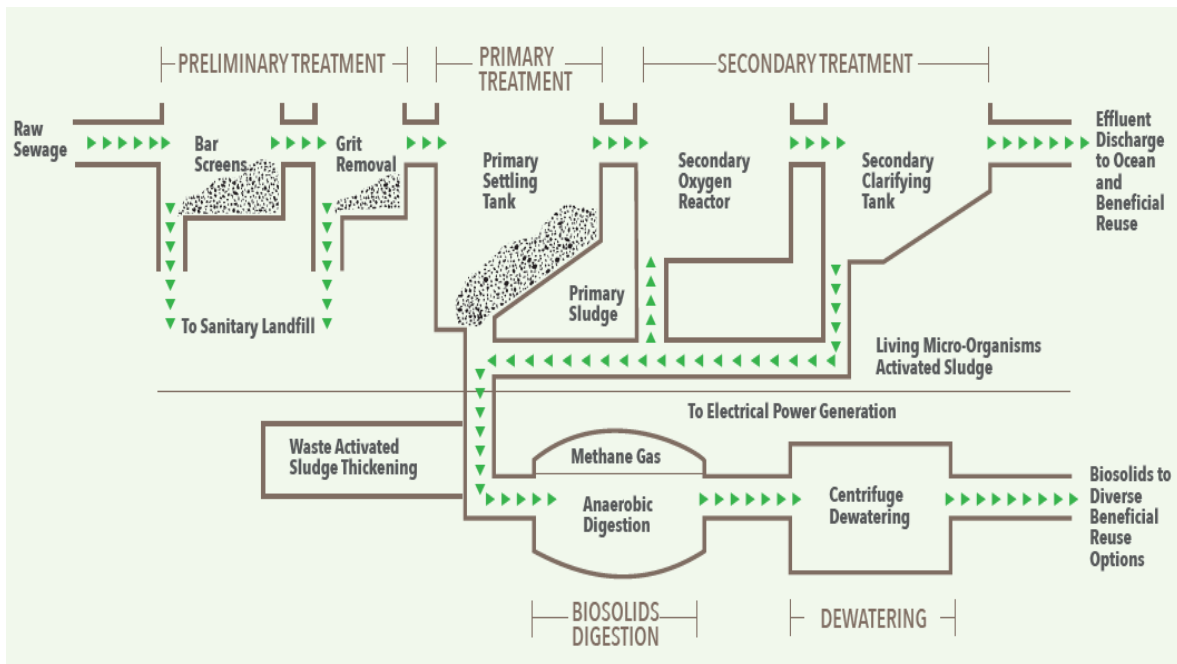 PRELIMINARY TREATMENT
PRIMARY
TREATMENT
SECONDARY TREATMENT
Raw
Sewage
Bar
Screens
Grit
Removal
Primary
Settling
Tank
Secondary
Oxygen
Reactor
Secondary
Clarifying
Tank
Effluent
Discharge
to Ocean
and
Beneficial
Reuse
Primary
Sludge
To Sanitary Landfill
Living Micro-Organisms
Activated Sludge
To Electrical Power Generation
Waste Activated
Sludge Thickening
Methane Gas
Anaerobic
Digestion
Centrifuge
Dewatering
Biosolids to
Diverse
Beneficial
Reuse
Options
BIOSOLIDS
DIGESTION
DEWATERING